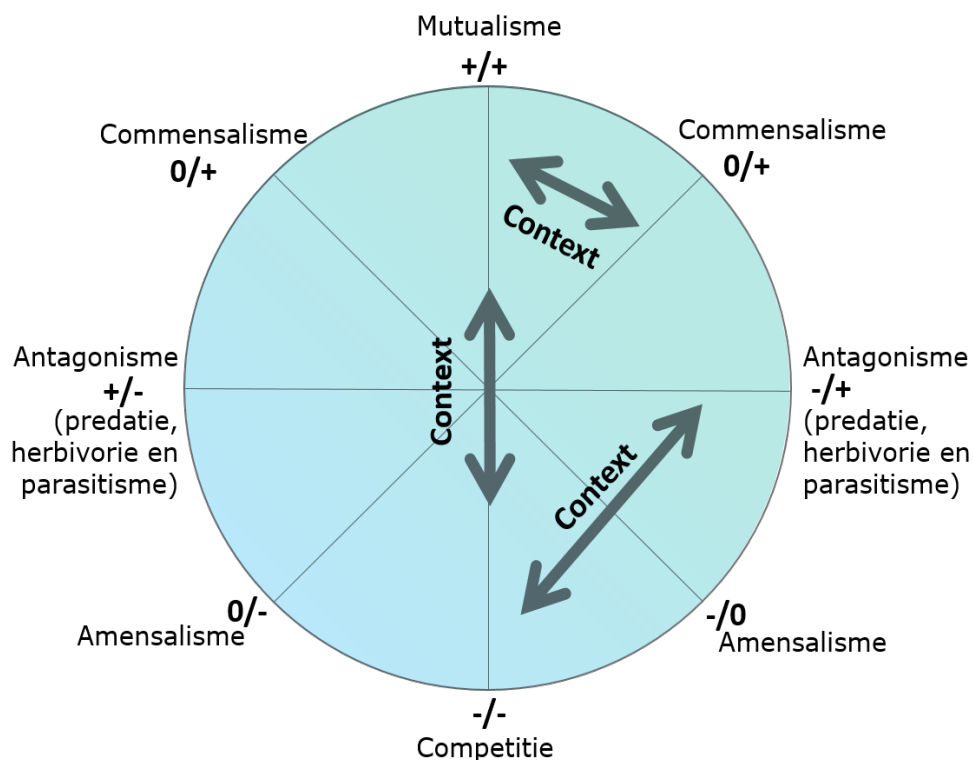 Mutualisme
+/+
Commensalisme
0/+
Commensalisme
0/+
Context
Context
Antagonisme
+/-
(predatie,
herbivorie en
parasitisme)
Antagonisme
-/+
(predatie,
herbivorie en
parasitisme)
Context
0/-
Amensalisme
-/0
Amensalisme
-/-
Competitie